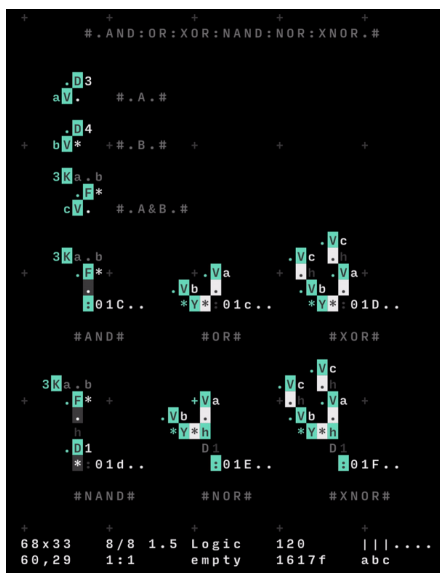 #.AND:OR:XOR:NAND:NOR:XNOR.#
.D3
aV. #.A.#
.D4
bV* #.B.#
3Ka.b
.F*
cV. #.A&B.#
.Vc
3Ka.b .Vc .h
.F* .Va .h .Va
. .Vb . .Vb .
:01C.. *Y*:01c.. *Y*:01D..
#AND# #OR# #XOR#
.Vc
3Ka.b .Vc .h
.F* +Va .h .Va
. .Vb . .Vb .
h *Y*h *Y*h
.D1 D1 D1
*:01d.. :01E.. :01F..
#NAND# #NOR# #XNOR#
68x33 8/8 1.5 Logic 120 |||....
60,29 1:1 empty 1617f abc